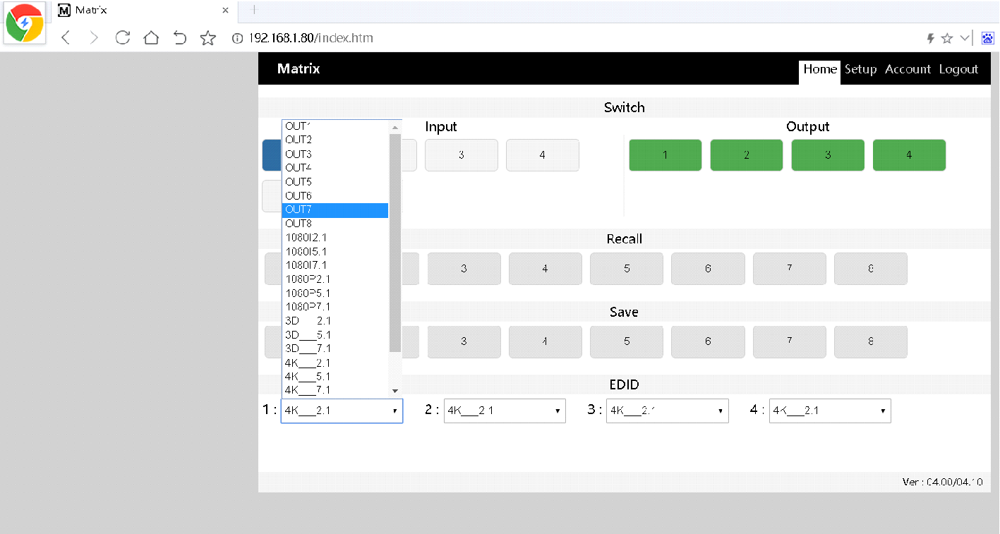 Matrix
192.168.1.80/index.htm
Matrix
Home Setup Account Logout
Switch
Input Output
3 4 1 2 3 4
OUT1
OUT2
OUT3
OUT4
OUT5
OUT6
OUT7
OUT8
1080I2.1
1080I5.1
1080I7.1
1080P2.1
1080P5.1
1080P7.1
3D___2.1
3D___5.1
3D___7.1
4K___2.1
4K___5.1
4K___7.1
Recall
3 4 5 6 7 8
Save
3 4 5 6 7 8
EDID
1 : 4K___2.1 2 : 4K___2.1 3 : 4K___2.1 4 : 4K___2.1
Ver : 04.00/04.10